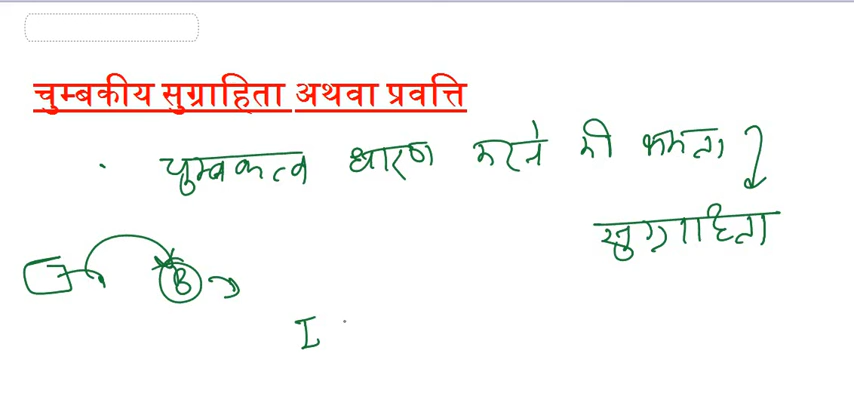 चुम्बकीय सुग्राहिता अथवा प्रवत्ति
चुम्बकत्व धारण करने की क्षमता
सुग्राहिता
B
I